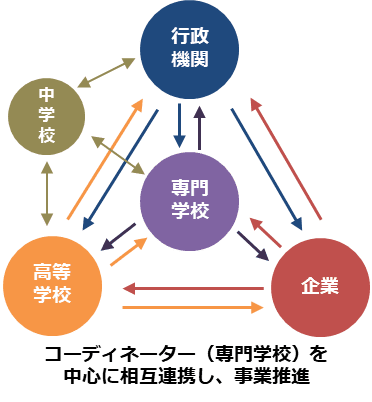 行政
機関
中
学
校
専門
学校
高等
学校
企業
コーディネーター（専門学校）を
中心に相互連携し、事業推進